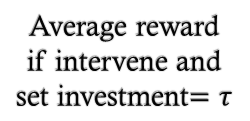 Average reward
if intervene and
set investment= τ